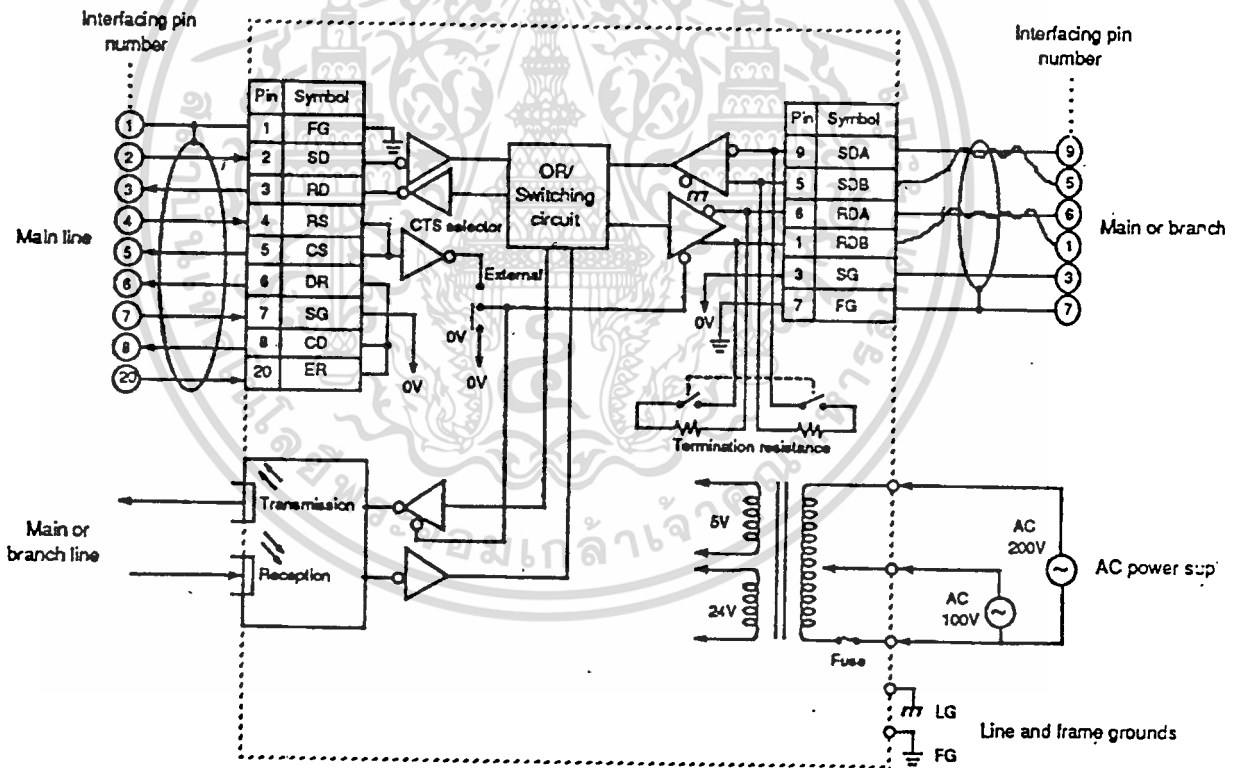 Interfacing pin
number
1
2
3
4
5
6
7
8
20
Main line
Pin Symbol
1 FG
2 SD
3 RD
4 RS
5 CS
6 DR
7 SG
8 CD
20 ER
CTS selector
External
0V
0V
0V
OR/
Switching
circuit
Pin Symbol
9 SDA
5 SDB
6 RDA
1 RDB
3 SG
7 FG
0V
Interfacing pin
number
9
5
6
1
3
7
Main or branch
Termination resistance
Main or
branch line
Transmission
Reception
5V
24V
Fuse
AC
200V
AC
100V
AC power sup
LG
FG
Line and frame grounds